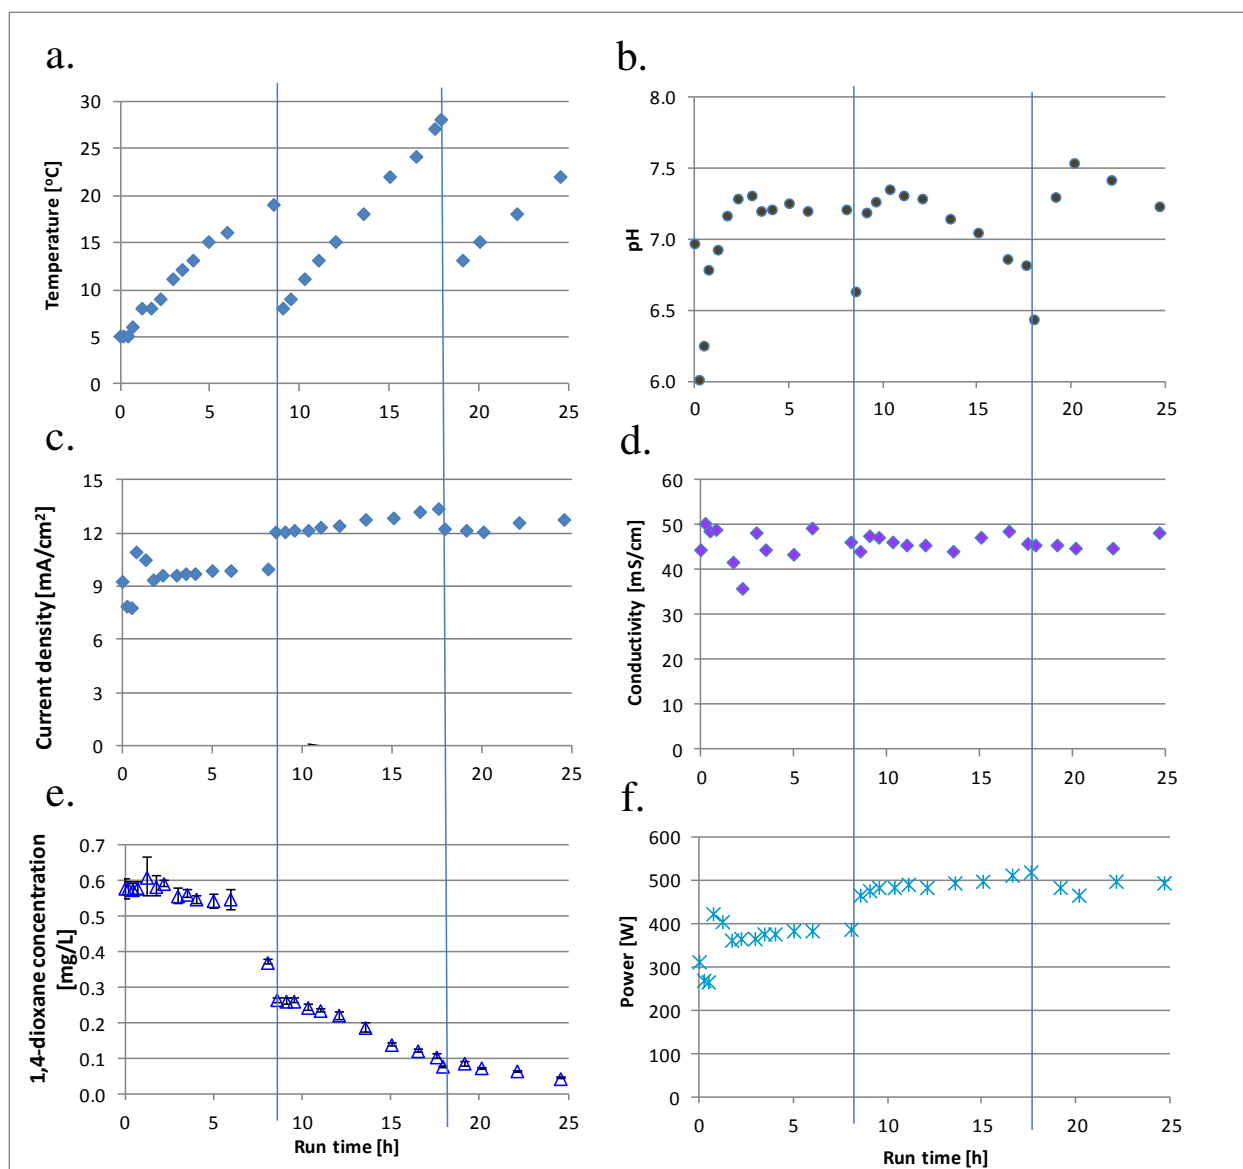 a.
30
25
20
15
10
5
0
Temperature [°C]
0 5 10 15 20 25
b.
8.0
7.5
7.0
6.5
6.0
pH
0 5 10 15 20 25
c.
15
12
9
6
3
0
Current density [mA/cm²]
0 5 10 15 20 25
d.
60
50
40
30
20
10
0
Conductivity [mS/cm]
0 5 10 15 20 25
e.
0.7
0.6
0.5
0.4
0.3
0.2
0.1
0.0
1,4-dioxane concentration
[mg/L]
0 5 10 15 20 25
Run time [h]
f.
600
500
400
300
200
100
0
Power [W]
0 5 10 15 20 25
Run time [h]